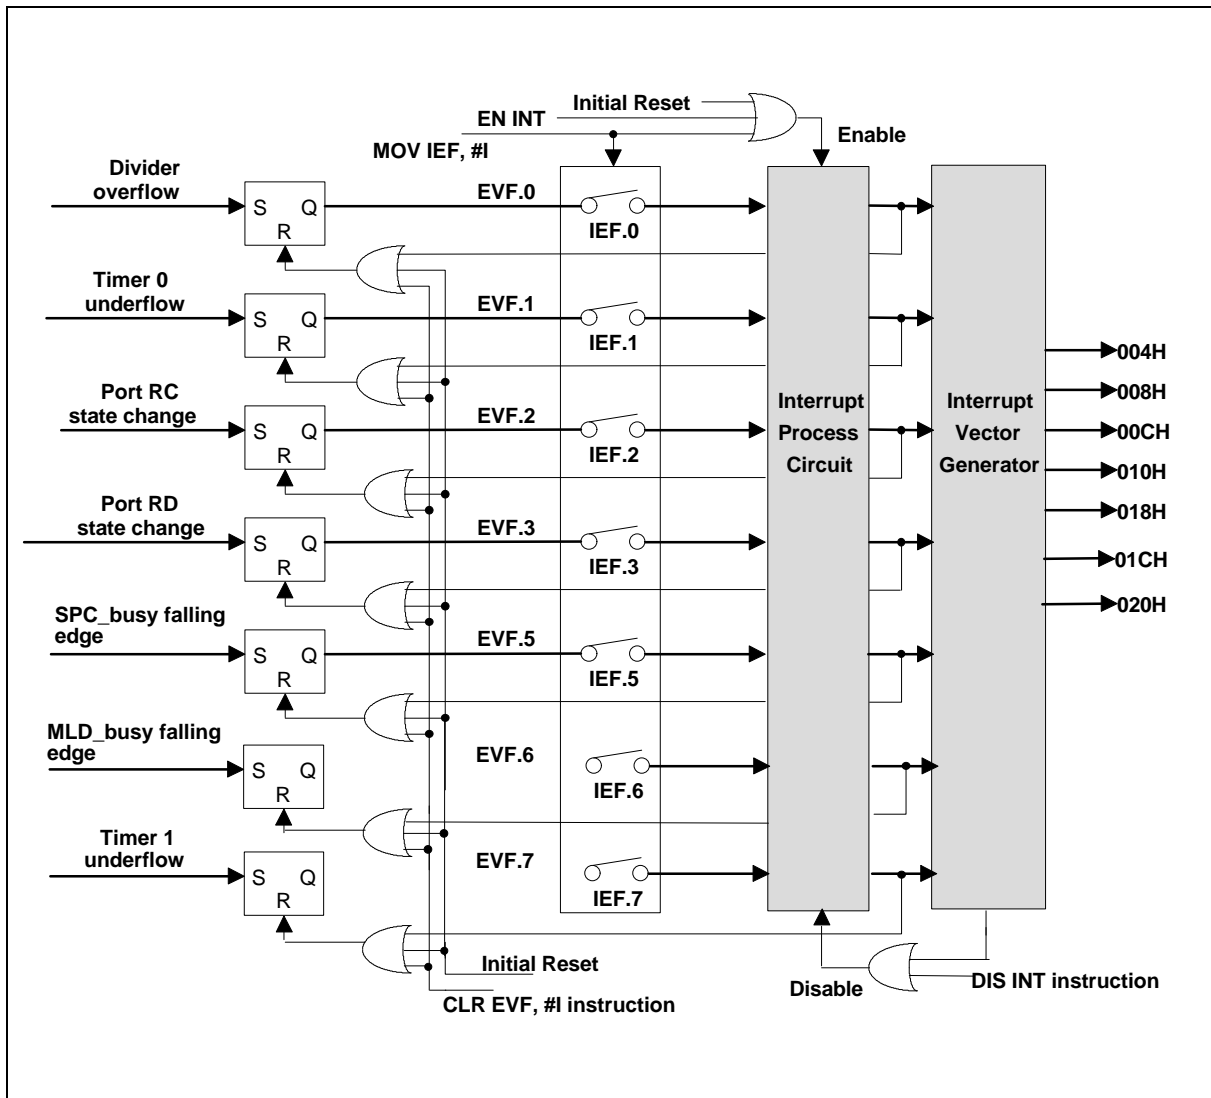 Initial Reset
EN INT
MOV IEF, #I
Enable
Divider
overflow
S Q
R
EVF.0
IEF.0
Timer 0
underflow
S Q
R
EVF.1
IEF.1
Port RC
state change
S Q
R
EVF.2
IEF.2
Port RD
state change
S Q
R
EVF.3
IEF.3
SPC_busy falling
edge
S Q
R
EVF.5
IEF.5
MLD_busy falling
edge
S Q
R
EVF.6
IEF.6
Timer 1
underflow
S Q
R
EVF.7
IEF.7
Interrupt
Process
Circuit
Interrupt
Vector
Generator
004H
008H
00CH
010H
018H
01CH
020H
Initial Reset
CLR EVF, #I instruction
Disable
DIS INT instruction